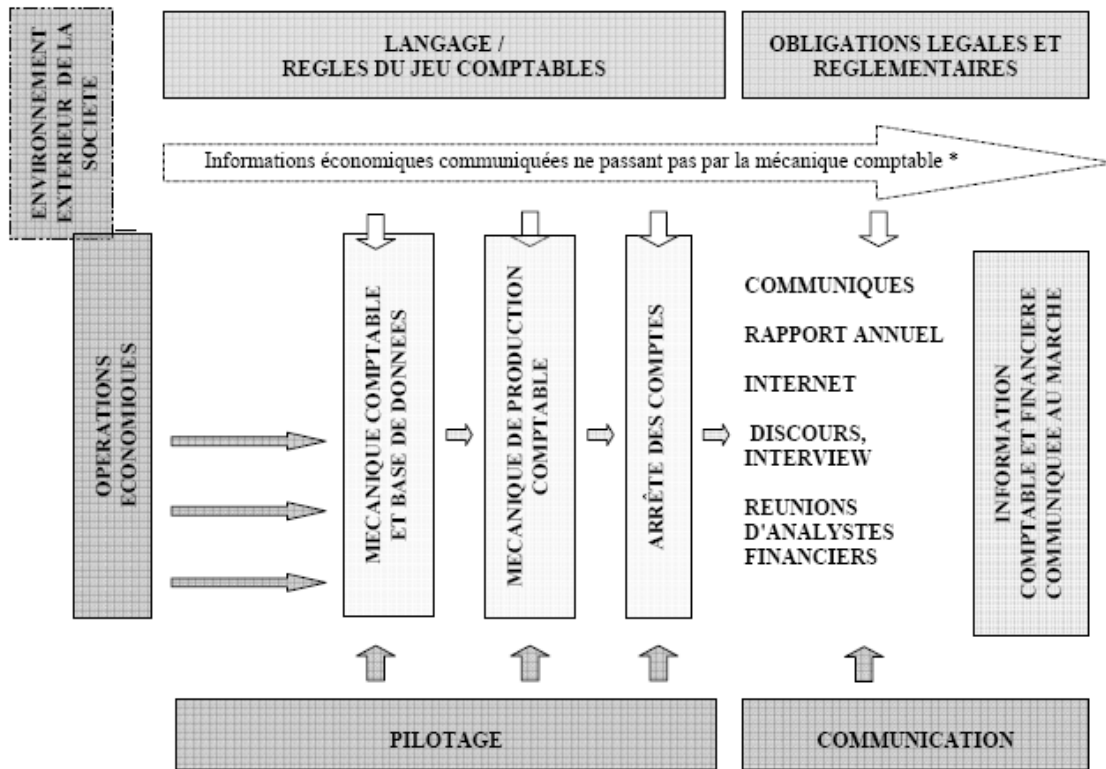 ENVIRONNEMENT
EXTERIEUR DE LA
SOCIETE
LANGAGE /
REGLES DU JEU COMPTABLES
OBLIGATIONS LEGALES ET
REGLEMENTAIRES
Informations économiques communiquées ne passant pas par la mécanique comptable *
OPERATIONS
ECONOMIQUES
MECANIQUE COMPTABLE
ET BASE DE DONNEES
MECANIQUE DE PRODUCTION
COMPTABLE
ARRÊTE DES COMPTES
COMMUNIQUES
RAPPORT ANNUEL
INTERNET
DISCOURS,
INTERVIEW
REUNIONS
D'ANALYSTES
FINANCIERS
INFORMATION
COMPTABLE ET FINANCIERE
COMMUNIQUEE AU MARCHE
PILOTAGE
COMMUNICATION